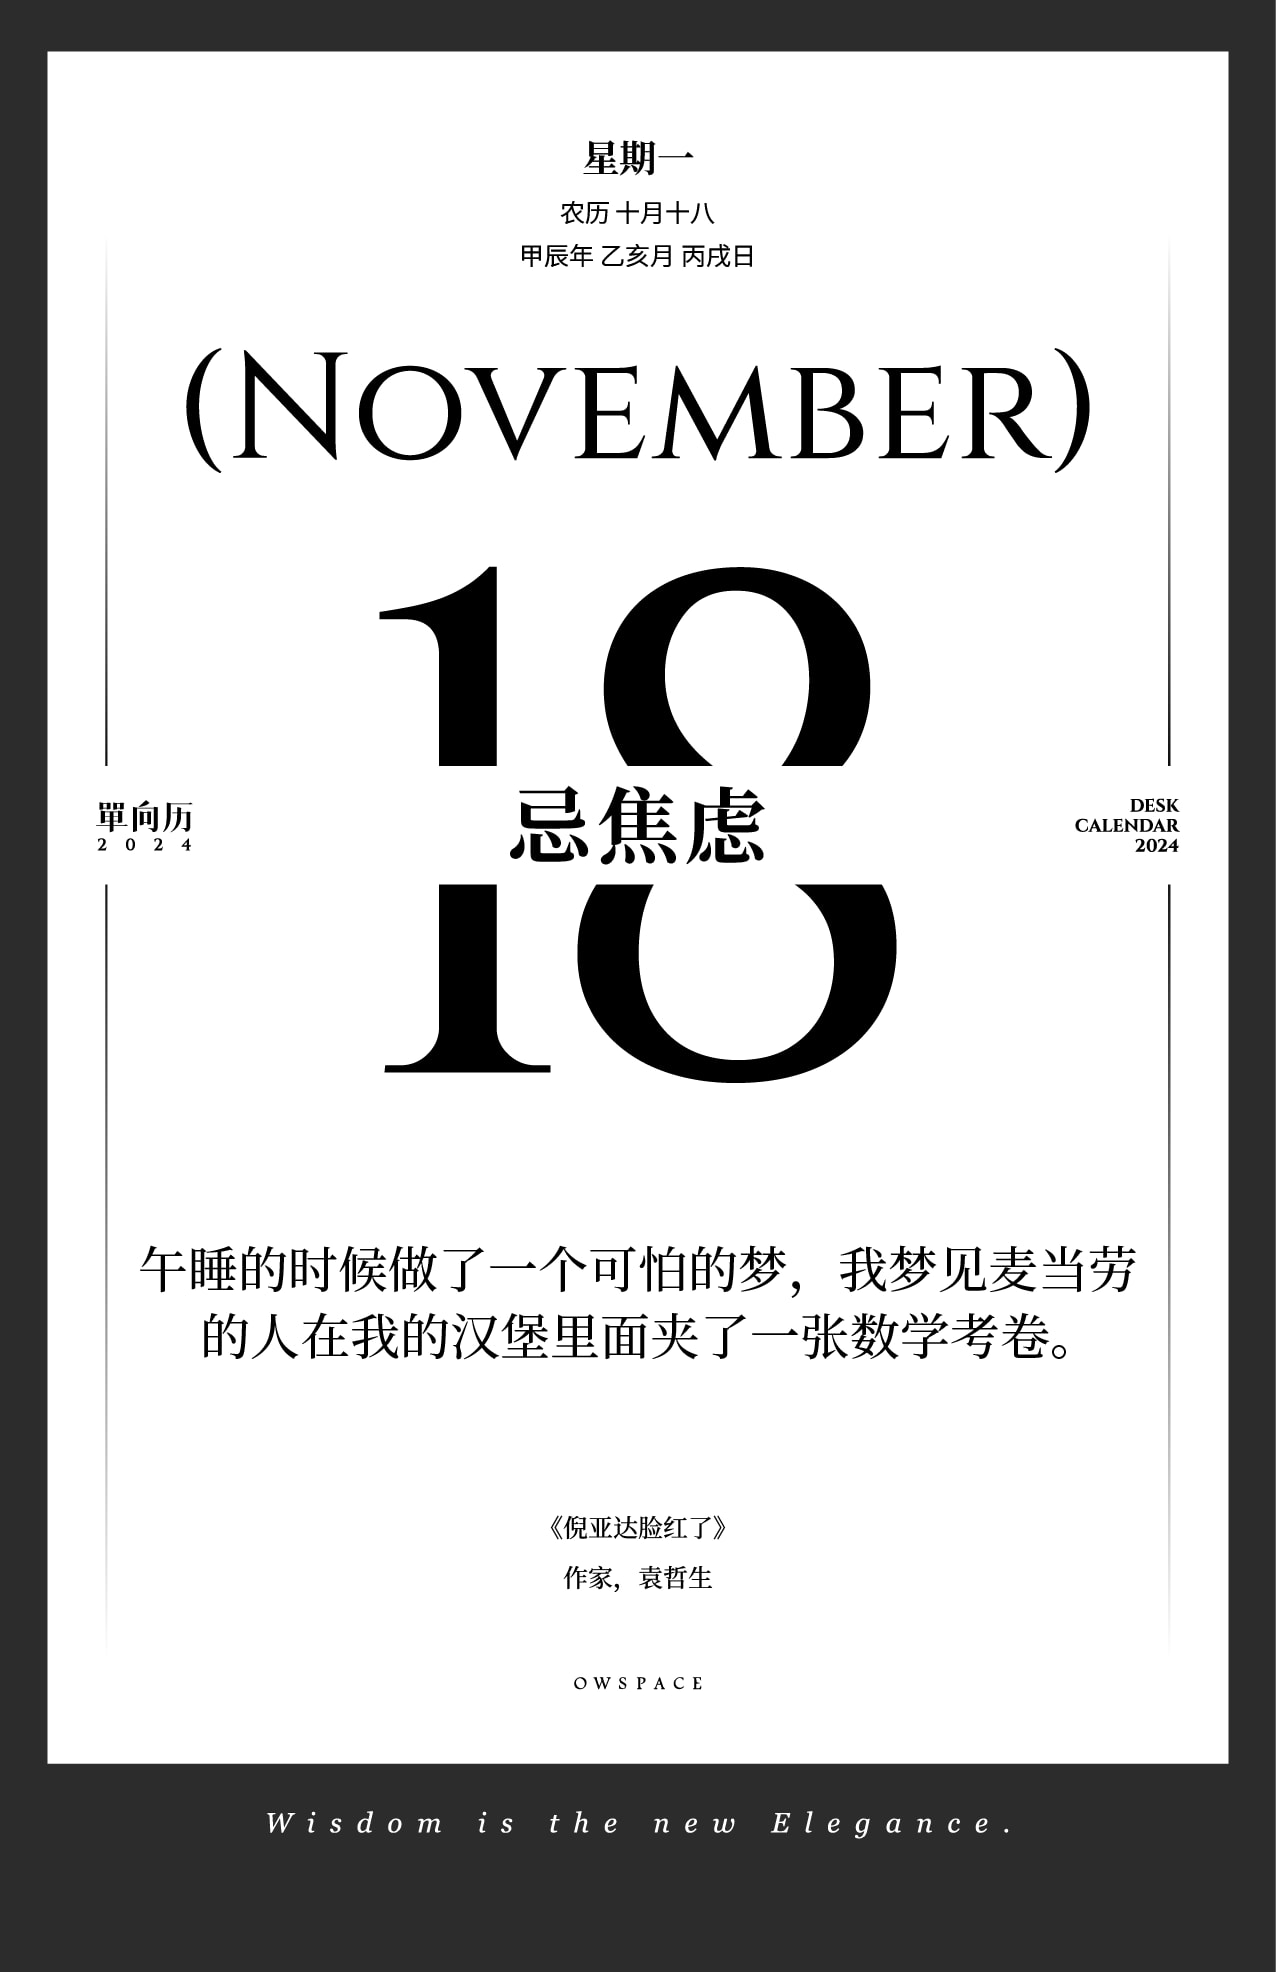 星期一
农历 十月十八
甲辰年 乙亥月 丙戌日
(NOVEMBER)
18
單向历
2 0 2 4
忌焦虑
DESK
CALENDAR
2024
午睡的时候做了一个可怕的梦，我梦见麦当劳
的人在我的汉堡里面夹了一张数学考卷。
《倪亚达脸红了》
作家，袁哲生
OWSPACE
Wisdom is the new Elegance.